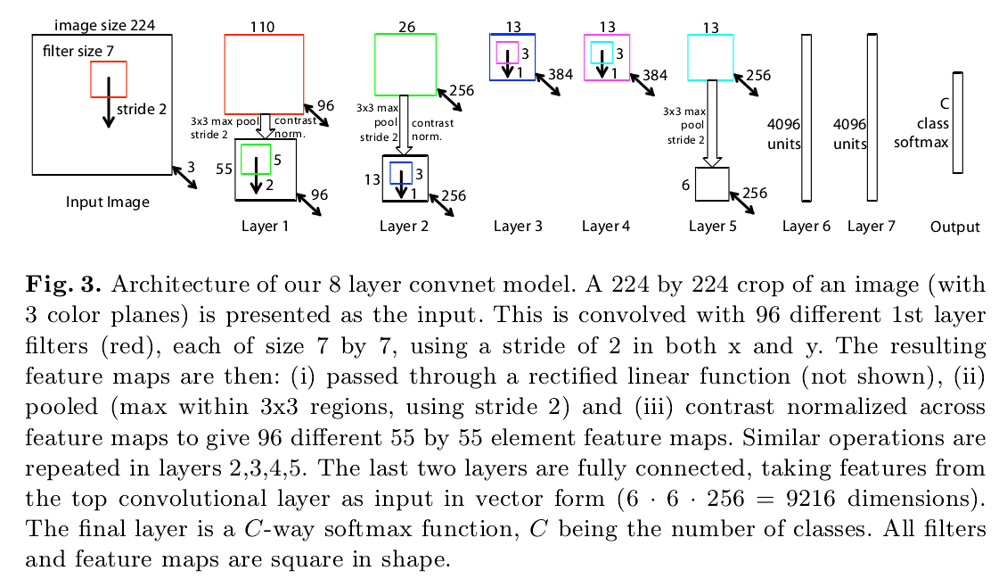 image size 224
filter size 7
stride 2
3
Input Image
110
96
3x3 max pool
stride 2
contrast
norm.
55
5
2
96
Layer 1
26
256
3x3 max
pool
stride 2
contrast
norm.
13
3
1
256
Layer 2
13
3
1
384
Layer 3
13
3
1
384
Layer 4
13
256
3x3 max
pool
stride 2
6
256
Layer 5
4096
units
Layer 6
4096
units
Layer 7
C
class
softmax
Output
Fig. 3. Architecture of our 8 layer convnet model. A 224 by 224 crop of an image (with
3 color planes) is presented as the input. This is convolved with 96 different 1st layer
filters (red), each of size 7 by 7, using a stride of 2 in both x and y. The resulting
feature maps are then: (i) passed through a rectified linear function (not shown), (ii)
pooled (max within 3x3 regions, using stride 2) and (iii) contrast normalized across
feature maps to give 96 different 55 by 55 element feature maps. Similar operations are
repeated in layers 2,3,4,5. The last two layers are fully connected, taking features from
the top convolutional layer as input in vector form (6 · 6 · 256 = 9216 dimensions).
The final layer is a C-way softmax function, C being the number of classes. All filters
and feature maps are square in shape.